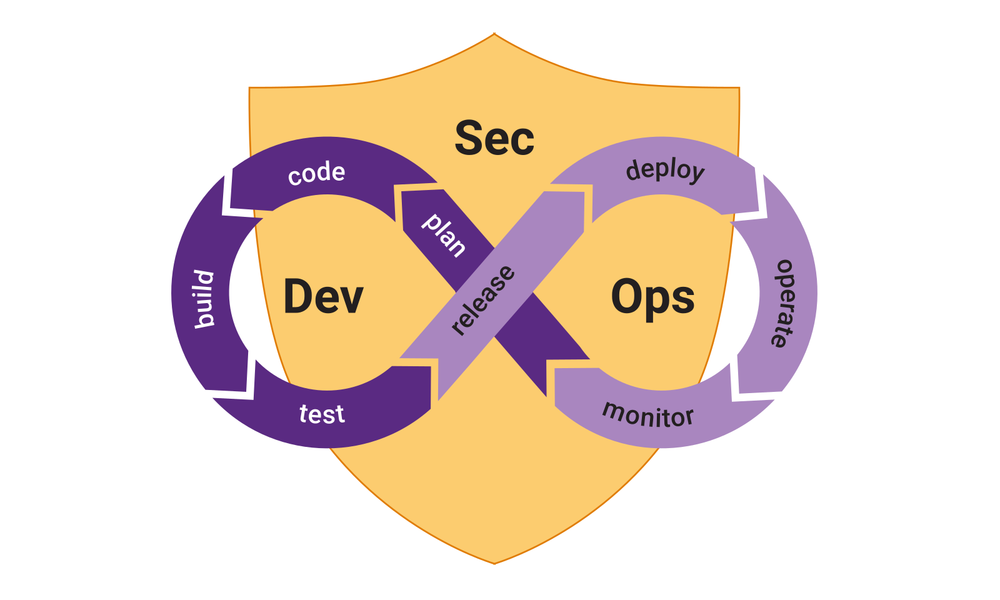 Sec
code
deploy
plan
Dev
build
release
Ops
operate
test
monitor